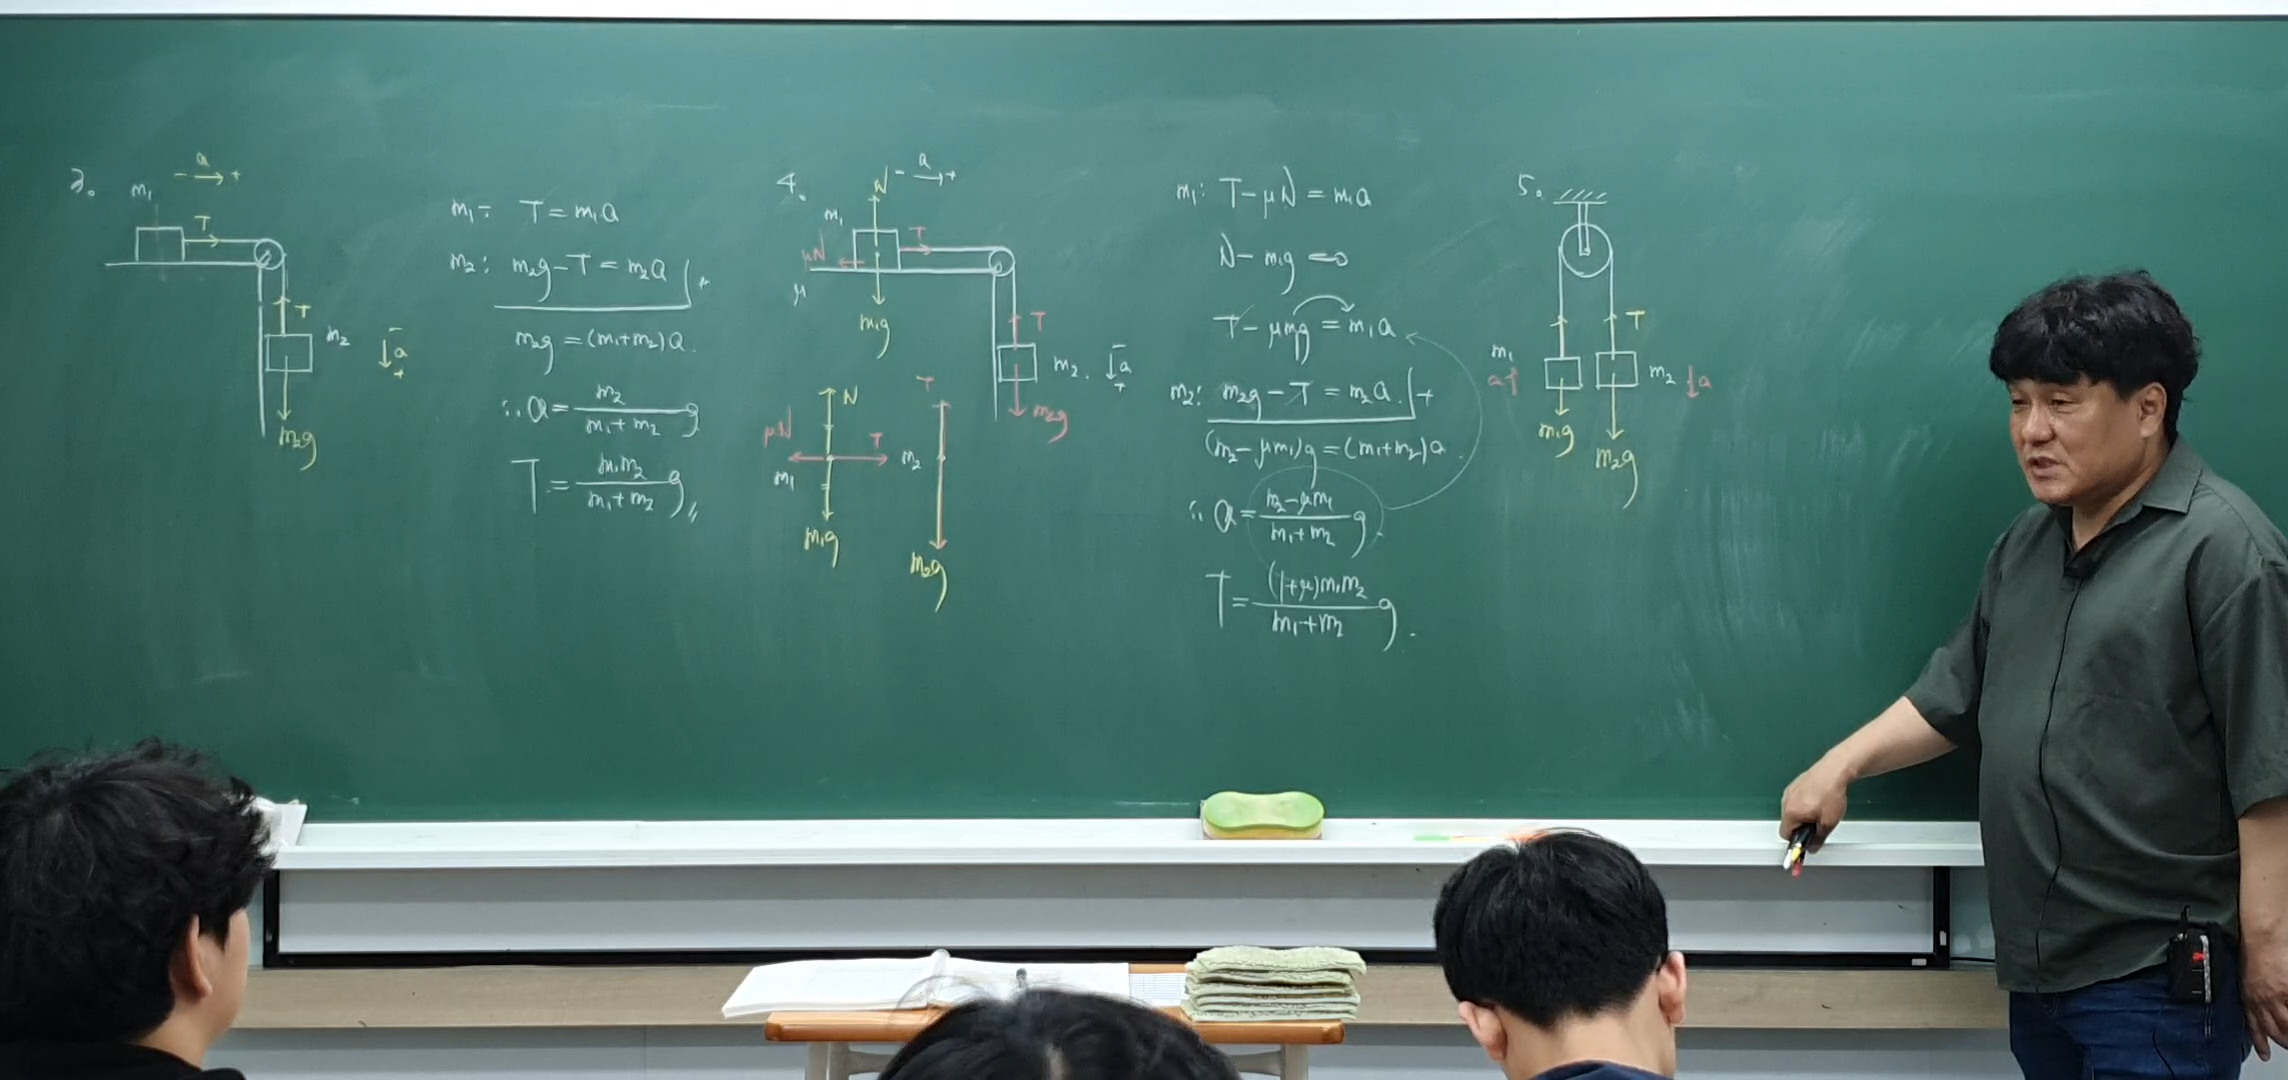 3.
m₁
- a +
T
T
m₂
- a +
m₂g
m₁: T = m₁a
m₂: m₂g - T = m₂a +
m₂g = (m₁+m₂)a.
∴ a = m₂/(m₁+m₂) g
T = m₁m₂/(m₁+m₂) g
4.
N
- a +
m₁
μN
T
μ
m₁g
T
m₂.
- a +
m₂g
N
μN
T
m₁
m₁g
T
m₂
m₂g
m₁: T - μN = m₁a
N - m₁g = 0
T - μm₁g = m₁a
m₂: m₂g - T = m₂a. +
(m₂ - μm₁)g = (m₁+m₂)a.
∴ a = (m₂ - μm₁)/(m₁+m₂) g.
T = (1+μ)m₁m₂/(m₁+m₂) g.
5.
T
m₁
a
m₂
a
m₁g
m₂g